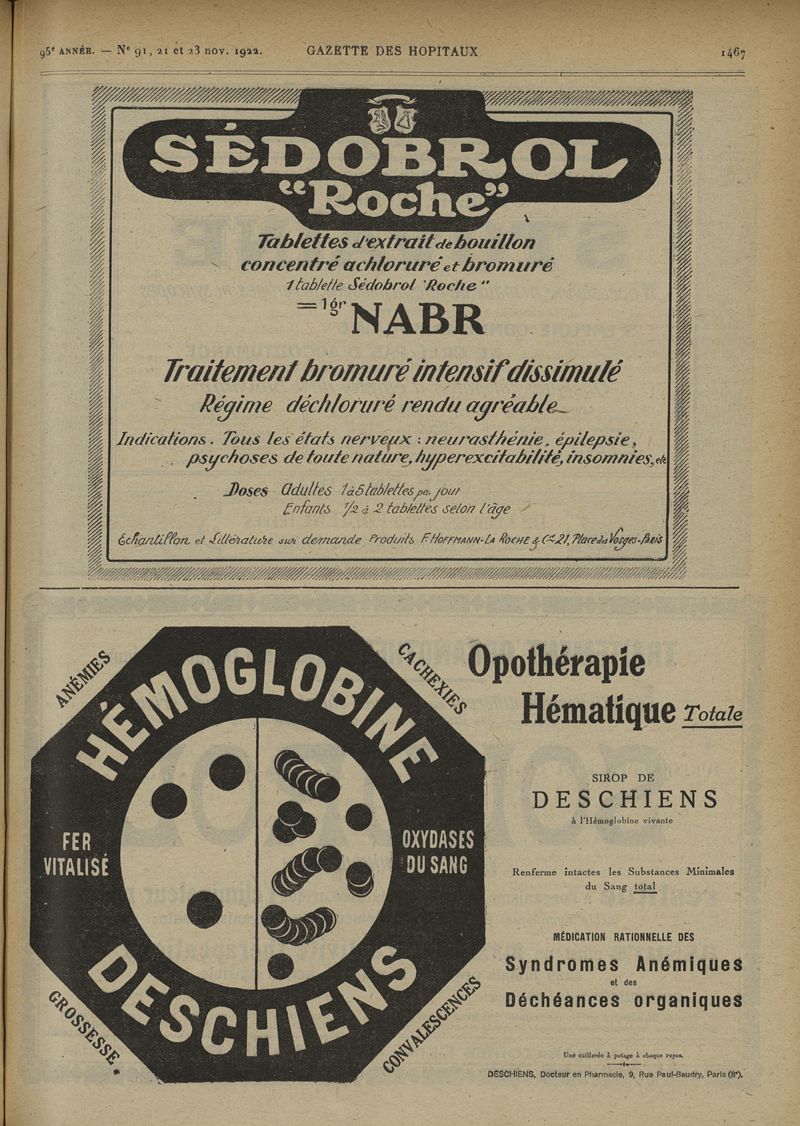 95e ANNÉE. — No 91, 21 et 23 nov. 1922.
GAZETTE DES HOPITAUX
1467
SÉDOBROL
"Roche"
Tablettes d'extrait de bouillon
concentré achloruré et bromuré
1 tablette Sédobrol "Roche"
= 1gr NABR
Traitement bromuré intensif dissimulé
Régime déchloruré rendu agréable_
Indications. Tous les états nerveux : neurasthénie, épilepsie,
psychoses de toute nature, hyperexcitabilité, insomnies, etc
Doses Adultes 1 à 5 tablettes pa. jour
Enfants 1/2 à 2 tablettes selon l'âge
Échantillon et Littérature sur demande Produits F. HOFFMANN-LA ROCHE & Cie 21, Place des Vosges-Paris
ANÉMIES
CACHEXIES
HÉMOGLOBINE
FER
VITALISÉ
OXYDASES
DU SANG
DESCHIENS
GROSSESSE.
CONVALESCENCES
Opothérapie
Hématique Totale
SIROP DE
DESCHIENS
à l'Hémoglobine vivante
Renferme intactes les Substances Minimales
du Sang total
MÉDICATION RATIONNELLE DES
Syndromes Anémiques
et des
Déchéances organiques
Une cuillerée à potage à chaque repas.
DESCHIENS, Docteur en Pharmacie, 9, Rue Paul-Baudry, Paris (8e).